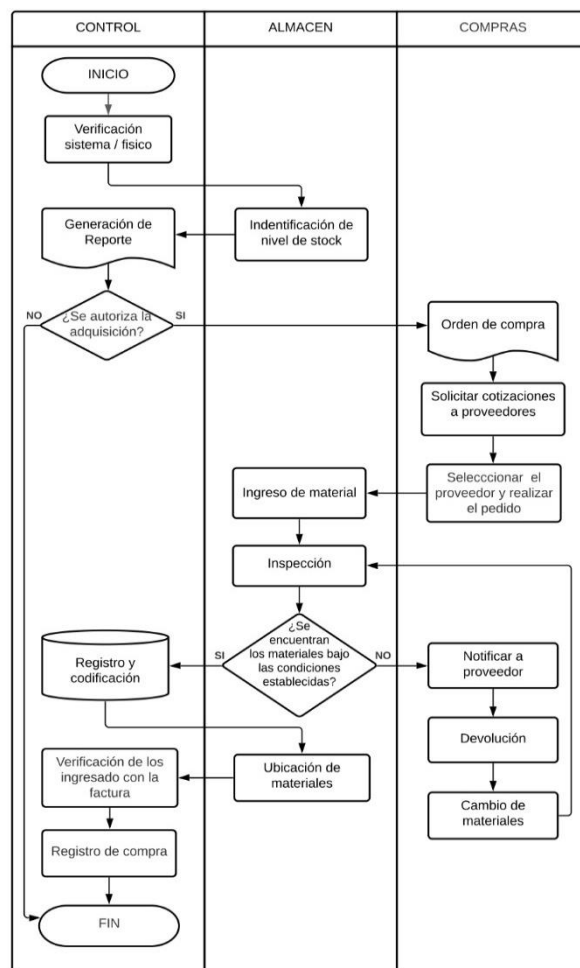 CONTROL
ALMACEN
COMPRAS
INICIO
Verificación
sistema / fisico
Indentificación de
nivel de stock
Generación de
Reporte
NO
¿Se autoriza la
adquisición?
SI
Orden de compra
Solicitar cotizaciones
a proveedores
Selecccionar el
proveedor y realizar
el pedido
Ingreso de material
Inspección
¿Se
encuentran
los materiales bajo
las condiciones
establecidas?
SI
NO
Registro y
codificación
Notificar a
proveedor
Devolución
Cambio de
materiales
Ubicación de
materiales
Verificación de los
ingresado con la
factura
Registro de compra
FIN